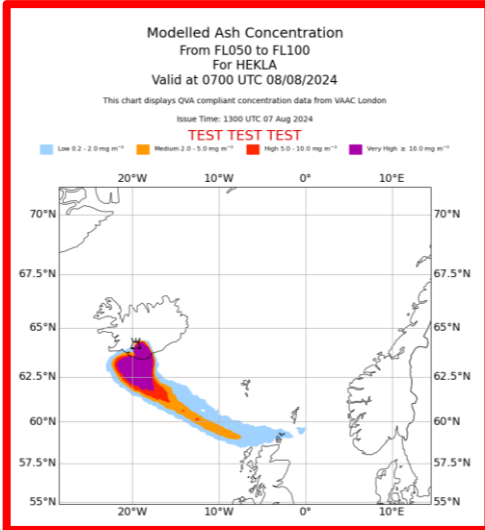 Modelled Ash Concentration
From FL050 to FL100
For HEKLA
Valid at 0700 UTC 08/08/2024
This chart displays QVA compliant concentration data from VAAC London
Issue Time: 1300 UTC 07 Aug 2024
TEST TEST TEST
Low 0.2 - 2.0 mg m⁻³ Medium 2.0 - 5.0 mg m⁻³ High 5.0 - 10.0 mg m⁻³ Very High ≥ 10.0 mg m⁻³
20°W 10°W 0° 10°E
70°N 70°N
67.5°N 67.5°N
65°N 65°N
62.5°N 62.5°N
60°N 60°N
57.5°N 57.5°N
55°N 55°N
20°W 10°W 0° 10°E